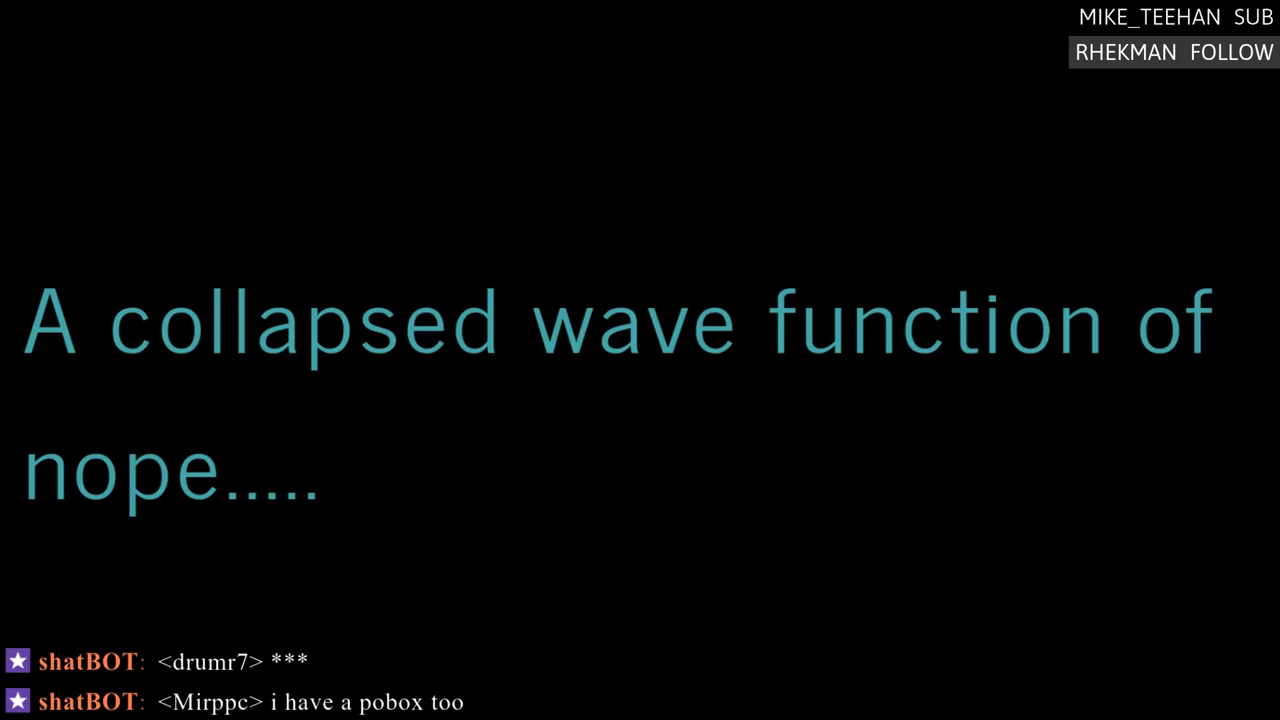 MIKE_TEEHAN SUB
RHEKMAN FOLLOW
A collapsed wave function of
nope.....
shatBOT: <drumr7> ***
shatBOT: <Mirppc> i have a pobox too